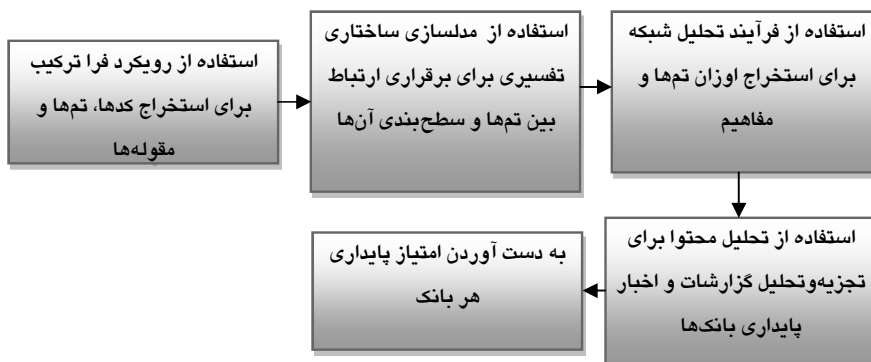 استفاده از رویکرد فرا ترکیب
برای استخراج کدها، تم‌ها و
مقوله‌ها
استفاده از مدلسازی ساختاری
تفسیری برای برقراری ارتباط
بین تم‌ها و سطح‌بندی آن‌ها
استفاده از فرآیند تحلیل شبکه
برای استخراج اوزان تم‌ها و
مفاهیم
استفاده از تحلیل محتوا برای
تجزیه‌وتحلیل گزارشات و اخبار
پایداری بانک‌ها
به دست آوردن امتیاز پایداری
هر بانک